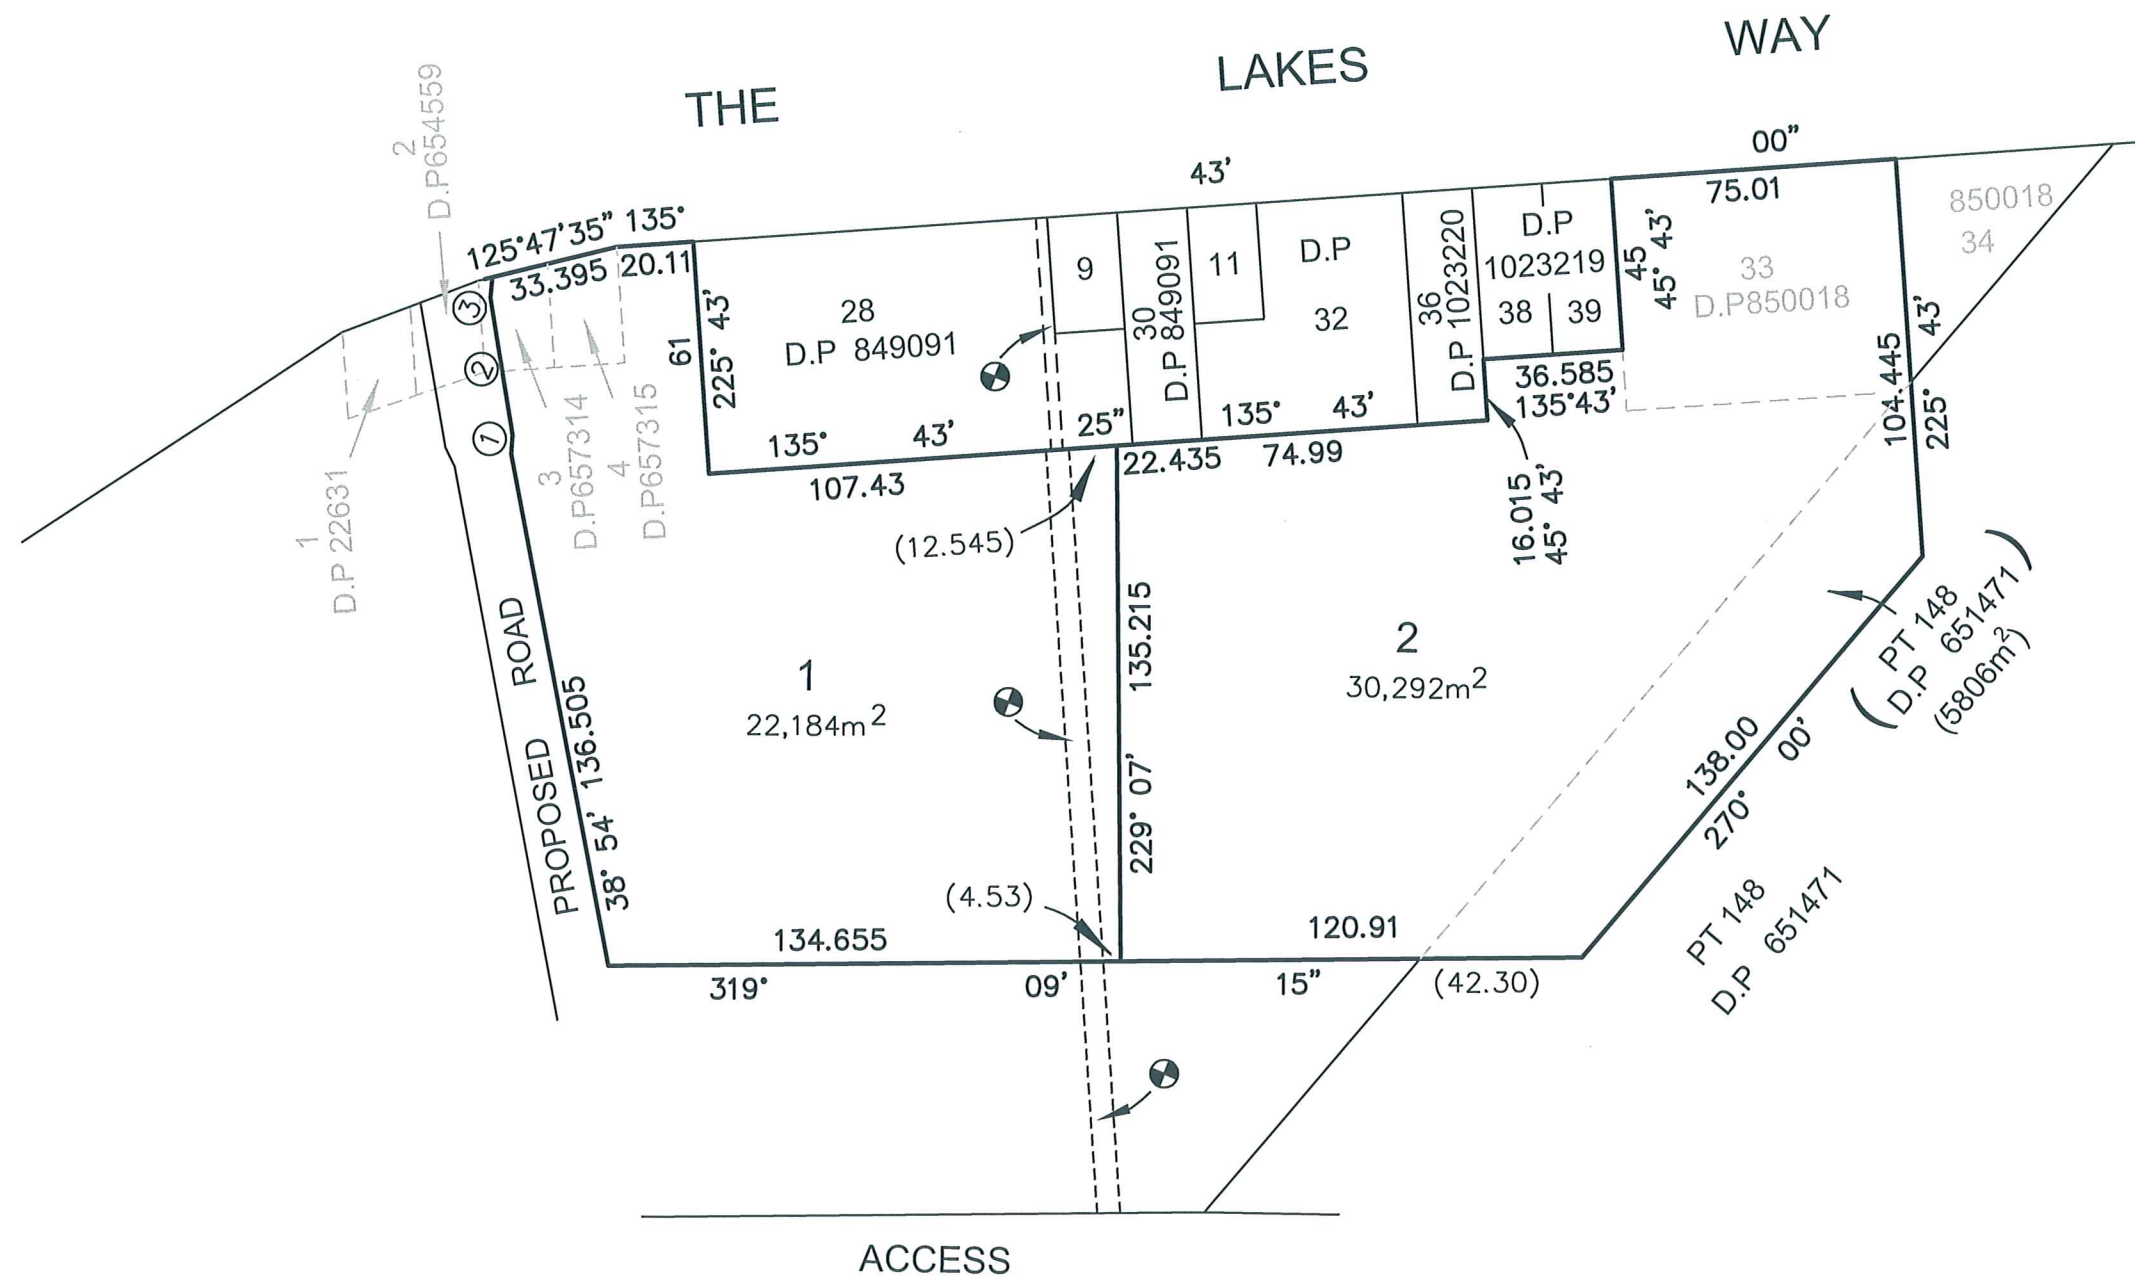 THE LAKES WAY
2
D.P654559
125°47'35" 135°
43'
00"
33.395 20.11
75.01
3
2
1
61
225° 43'
28
D.P 849091
9
30
D.P 849091
11
D.P
32
36
D.P 1023220
D.P
1023219
38
39
45
45° 43'
33
D.P850018
850018
34
104.445
225° 43'
36.585
135°43'
16.015
45° 43'
135° 43' 25" 135° 43'
107.43
22.435 74.99
(12.545)
1
D.P 22631
3
D.P657314
4
D.P657315
PROPOSED ROAD
38° 54' 136.505
1
22,184m2
135.215
229° 07'
2
30,292m2
PT 148
D.P 651471
(5806m2)
138.00
270° 00'
(4.53)
134.655
120.91
319° 09' 15"
(42.30)
PT 148
D.P 651471
ACCESS